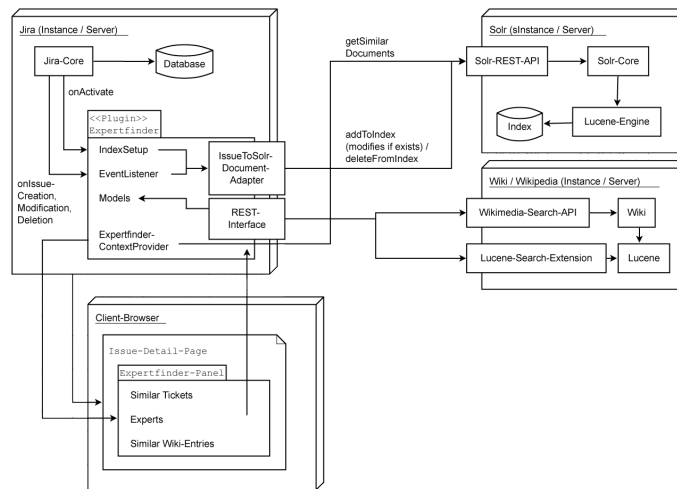 Jira (Instance / Server)
Jira-Core
Database
onActivate
<<Plugin>>
Expertfinder
IndexSetup
EventListener
Models
Expertfinder-
ContextProvider
IssueToSolr-
Document-
Adapter
REST-
Interface
onIssue-
Creation,
Modification,
Deletion
getSimilar
Documents
addToIndex
(modifies if exists) /
deleteFromIndex
Solr (sInstance / Server)
Solr-REST-API
Solr-Core
Lucene-Engine
Index
Wiki / Wikipedia (Instance / Server)
Wikimedia-Search-API
Wiki
Lucene-Search-Extension
Lucene
Client-Browser
Issue-Detail-Page
Expertfinder-Panel
Similar Tickets
Experts
Similar Wiki-Entries